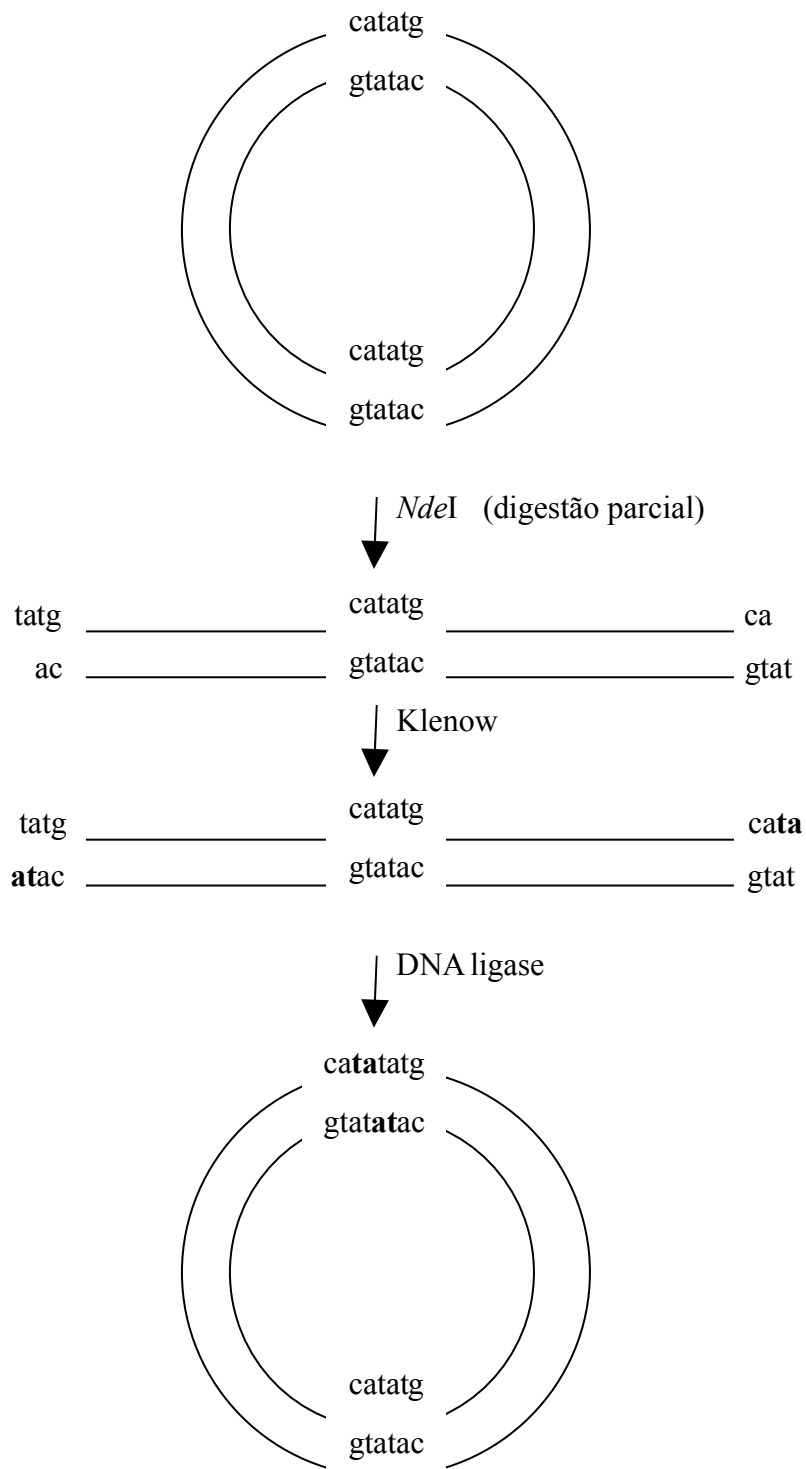 catatg
gtatac
catatg
gtatac
NdeI (digestão parcial)
tatg catatg ca
ac gtatac gtat
Klenow
tatg catatg cata
atac gtatac gtat
DNA ligase
catatatg
gtatatac
catatg
gtatac